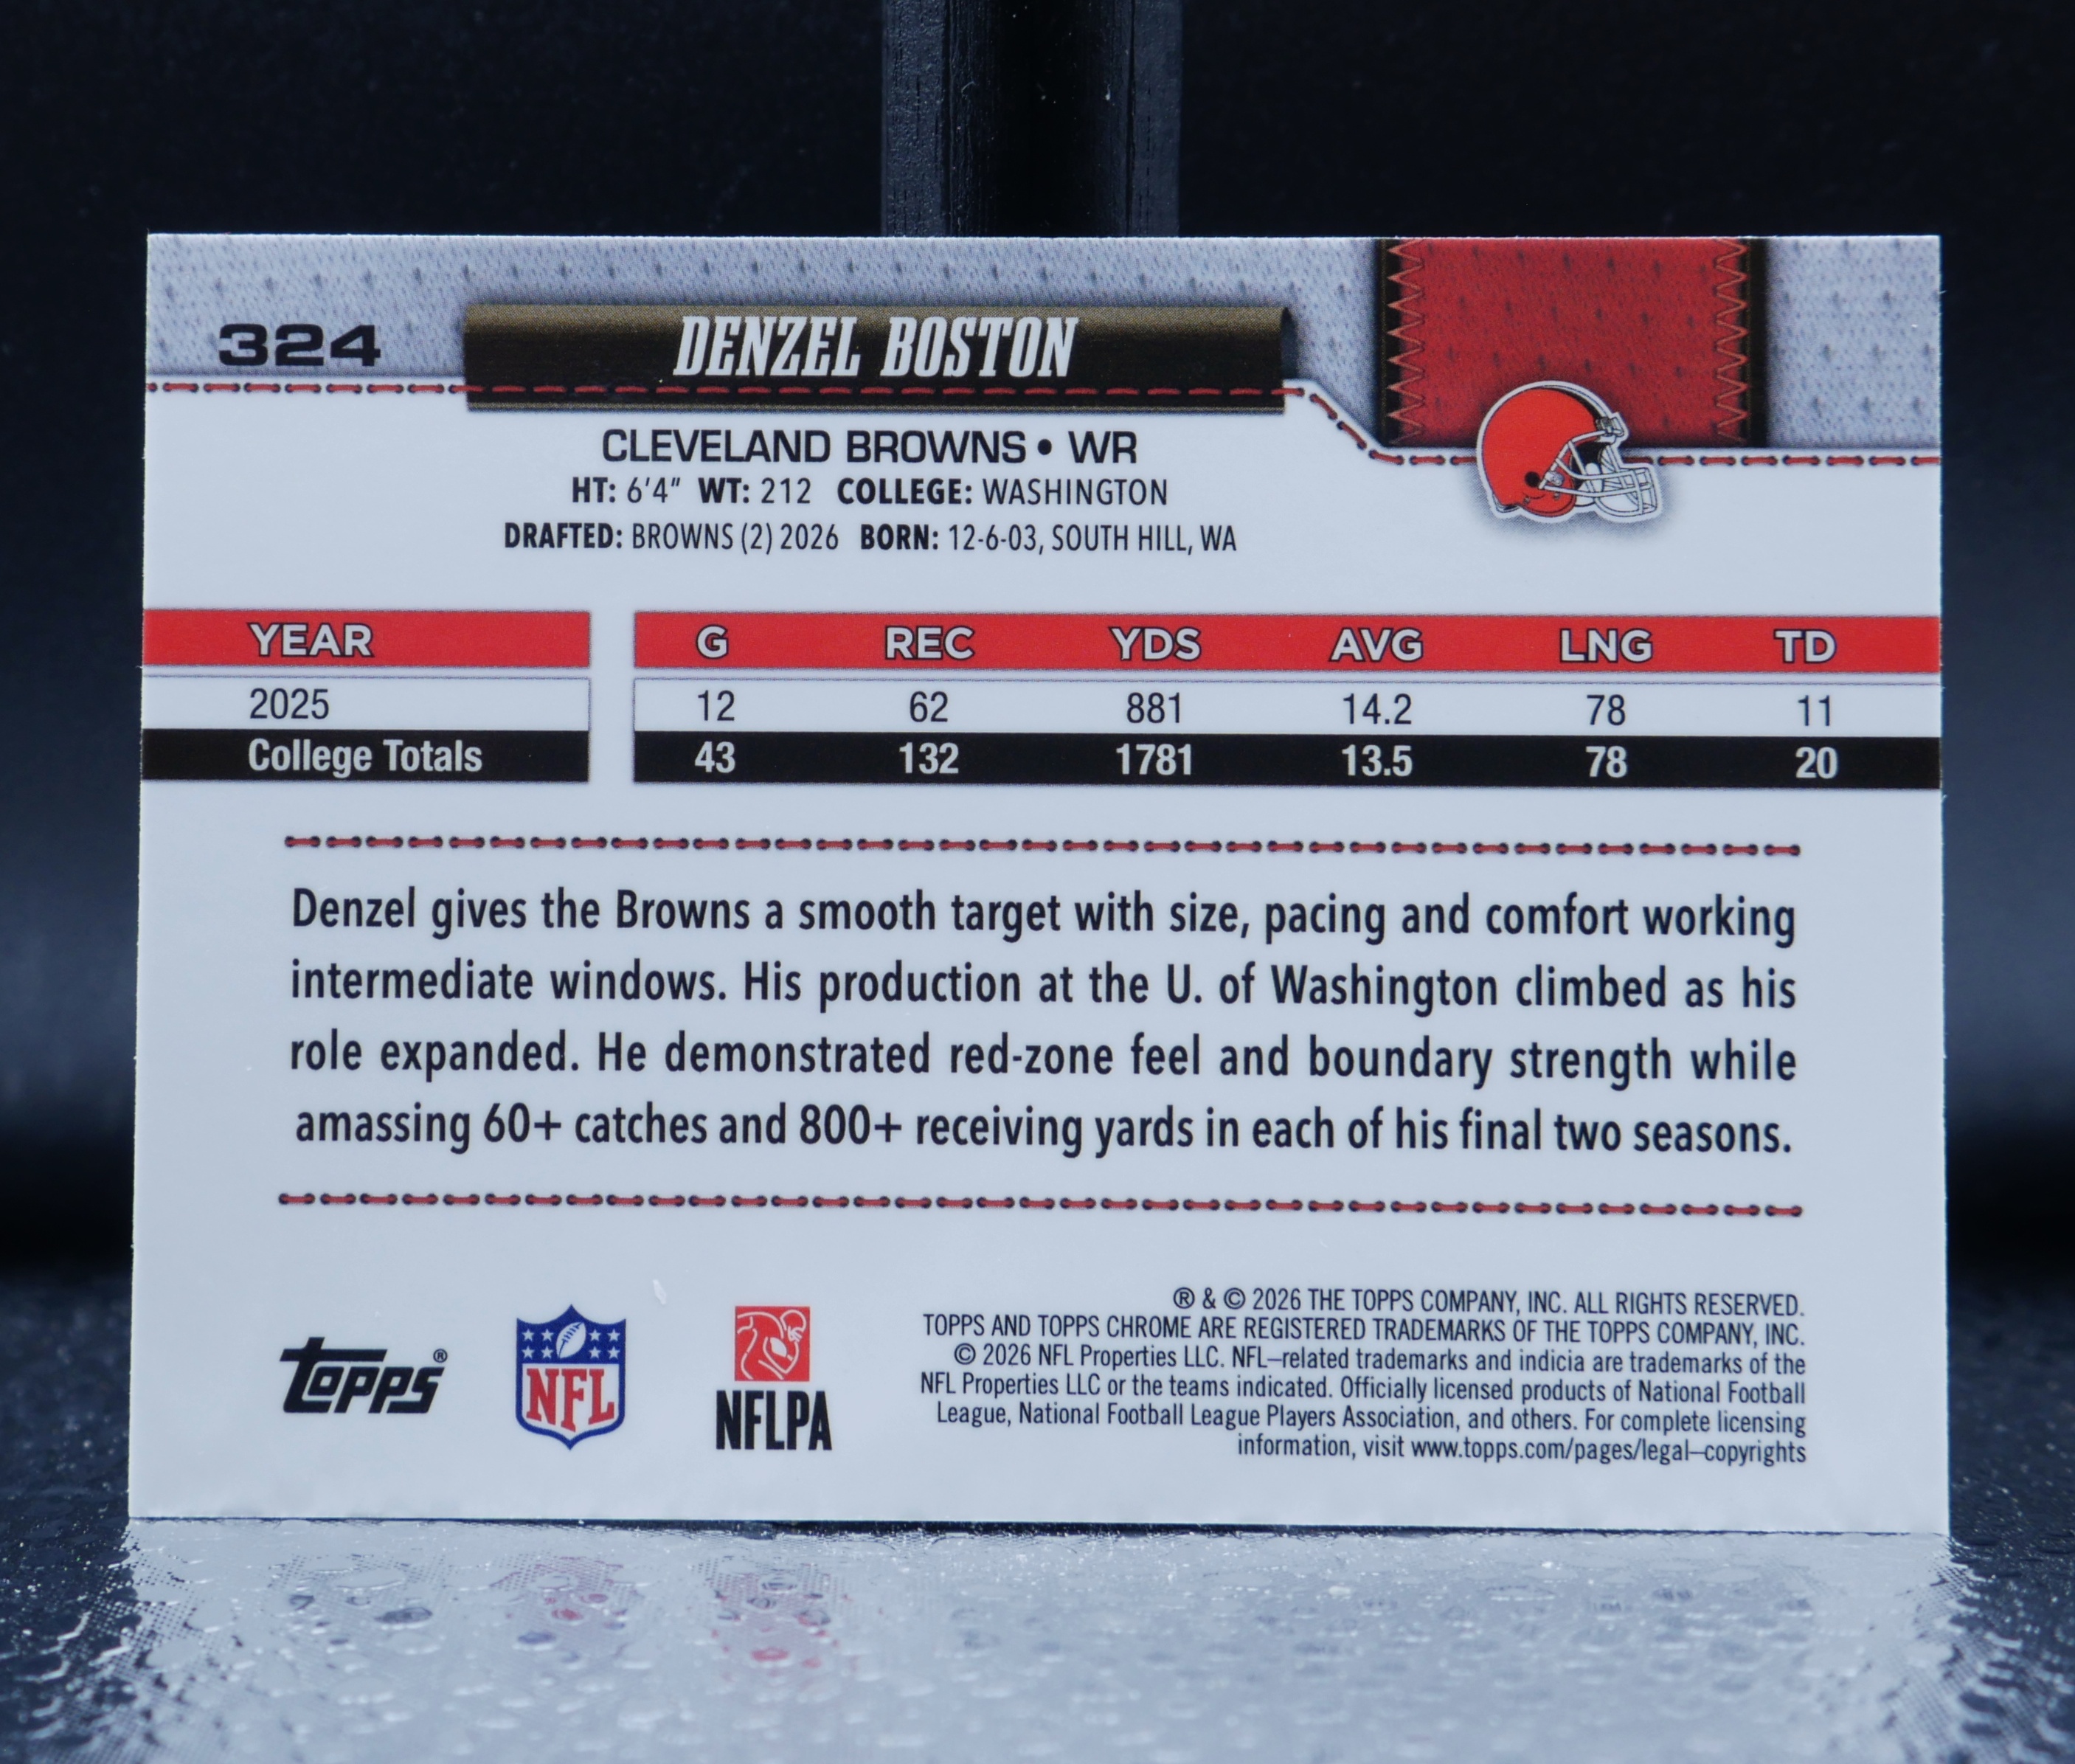 324
DENZEL BOSTON
CLEVELAND BROWNS • WR
HT: 6'4" WT: 212 COLLEGE: WASHINGTON
DRAFTED: BROWNS (2) 2026 BORN: 12-6-03, SOUTH HILL, WA
YEAR G REC YDS AVG LNG TD
2025 12 62 881 14.2 78 11
College Totals 43 132 1781 13.5 78 20
Denzel gives the Browns a smooth target with size, pacing and comfort working
intermediate windows. His production at the U. of Washington climbed as his
role expanded. He demonstrated red-zone feel and boundary strength while
amassing 60+ catches and 800+ receiving yards in each of his final two seasons.
® & © 2026 THE TOPPS COMPANY, INC. ALL RIGHTS RESERVED.
TOPPS AND TOPPS CHROME ARE REGISTERED TRADEMARKS OF THE TOPPS COMPANY, INC.
© 2026 NFL Properties LLC. NFL–related trademarks and indicia are trademarks of the
NFL Properties LLC or the teams indicated. Officially licensed products of National Football
League, National Football League Players Association, and others. For complete licensing
information, visit www.topps.com/pages/legal–copyrights
topps®
NFL
NFLPA